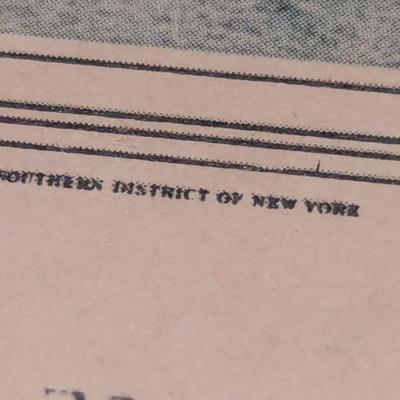 SOUTHERN DISTRICT OF NEW YORK